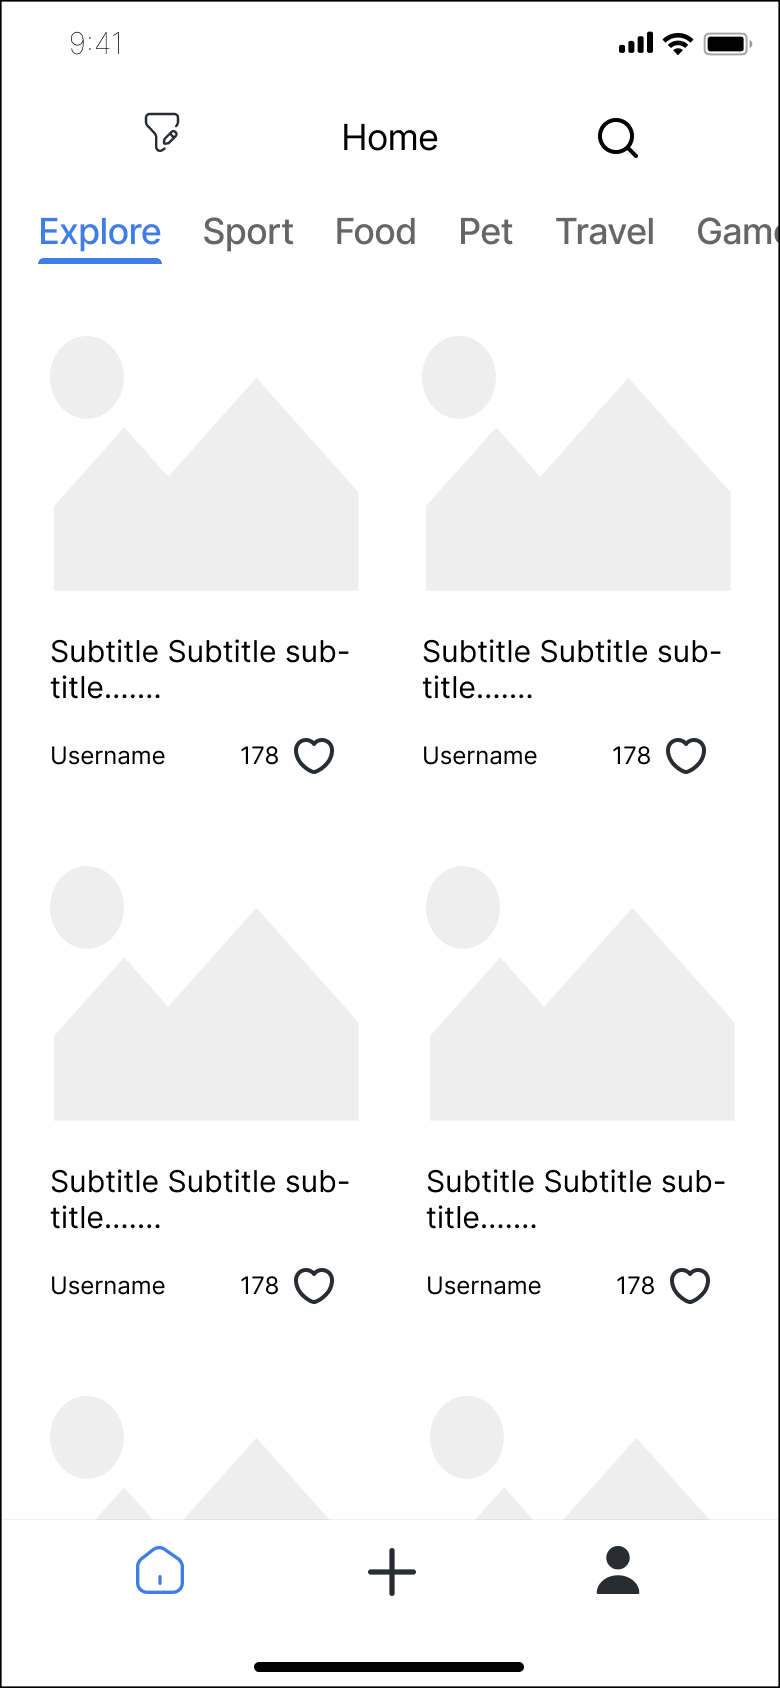 9:41
Home
Explore Sport Food Pet Travel Game
Subtitle Subtitle sub-
title.......
Subtitle Subtitle sub-
title.......
Username 178
Username 178
Subtitle Subtitle sub-
title.......
Subtitle Subtitle sub-
title.......
Username 178
Username 178